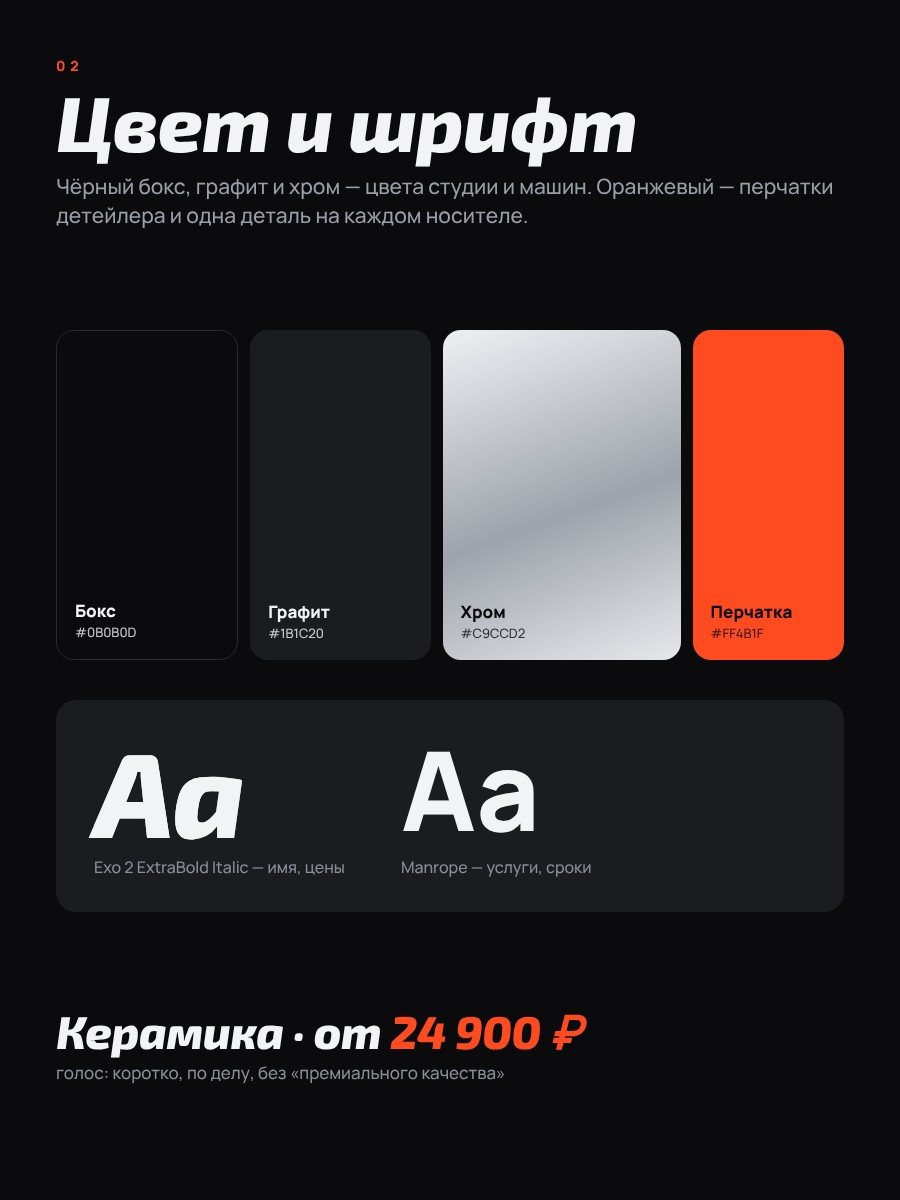 02
Цвет и шрифт
Чёрный бокс, графит и хром — цвета студии и машин. Оранжевый — перчатки
детейлера и одна деталь на каждом носителе.
Бокс
#0B0B0D
Графит
#1B1C20
Хром
#C9CCD2
Перчатка
#FF4B1F
Aa
Exo 2 ExtraBold Italic — имя, цены
Aa
Manrope — услуги, сроки
Керамика · от 24 900 ₽
голос: коротко, по делу, без «премиального качества»